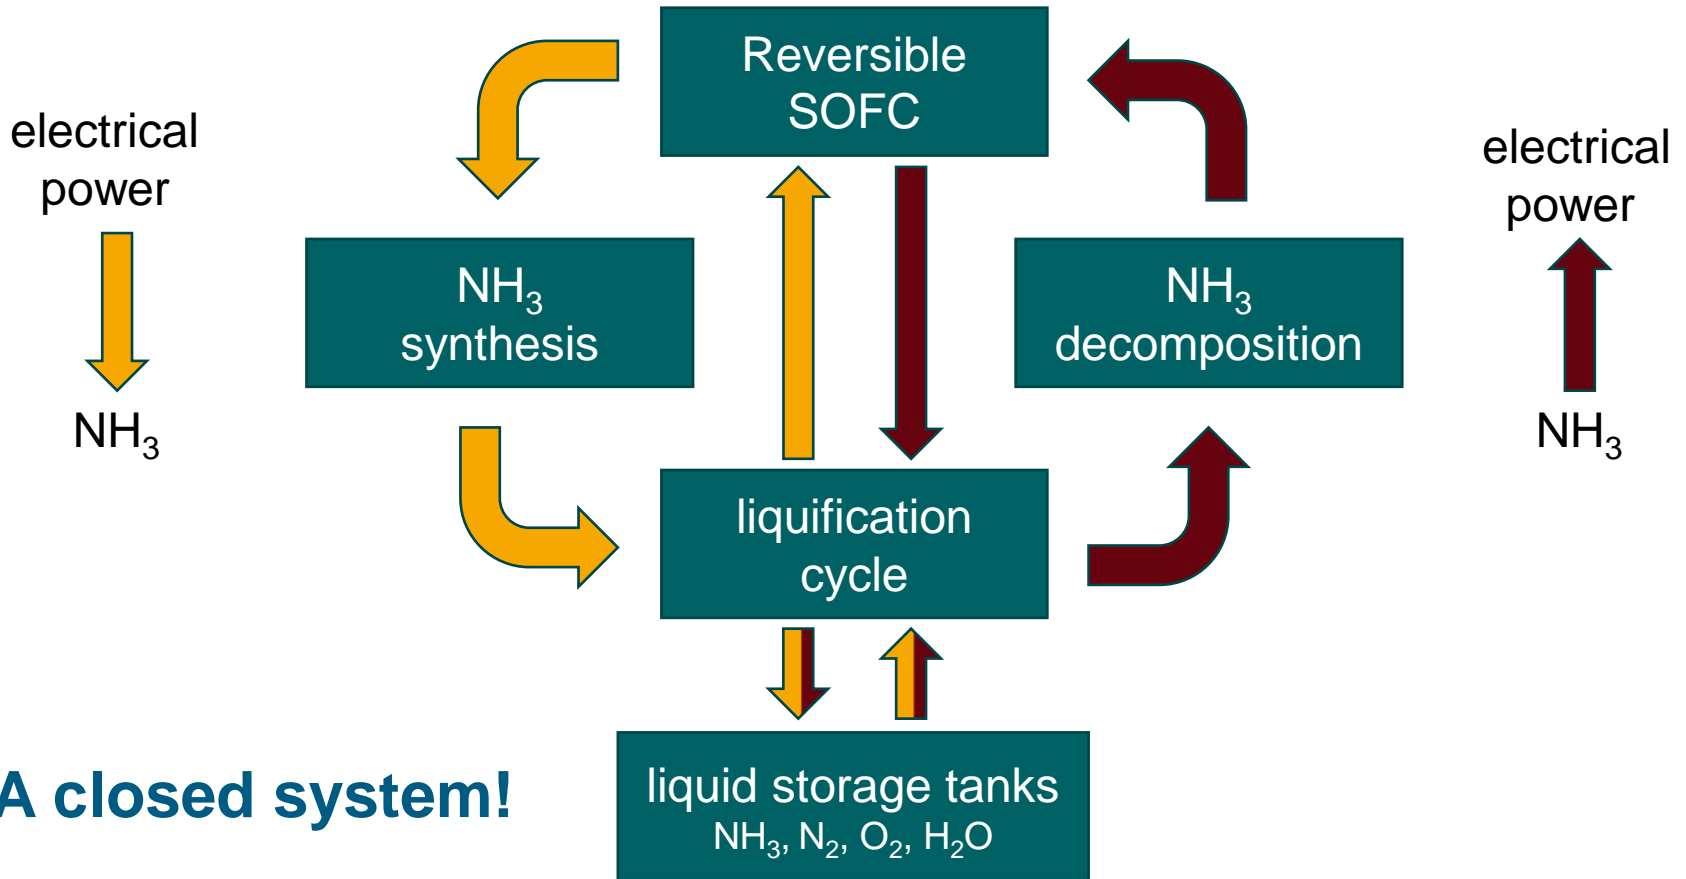 Reversible
SOFC
electrical
power
NH₃
NH₃
synthesis
NH₃
decomposition
electrical
power
NH₃
liquification
cycle
A closed system!
liquid storage tanks
NH₃, N₂, O₂, H₂O